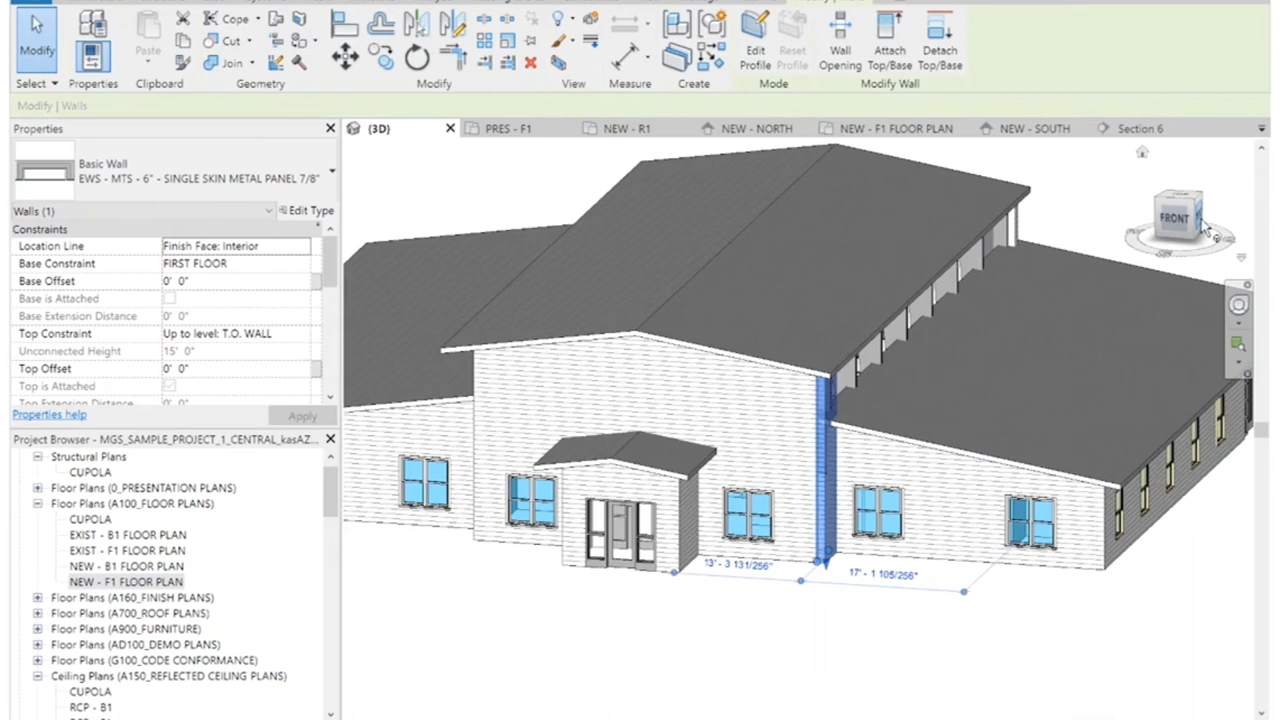 Cope
Modify
Paste
Cut
Join
Edit
Profile
Reset
Profile
Wall
Opening
Attach
Top/Base
Detach
Top/Base
Select
Properties
Clipboard
Geometry
Modify
View
Measure
Create
Mode
Modify Wall
Modify | Walls
Properties
(3D)
PRES - F1
NEW - R1
NEW - NORTH
NEW - F1 FLOOR PLAN
NEW - SOUTH
Section 6
Basic Wall
EWS - MTS - 6" - SINGLE SKIN METAL PANEL 7/8"
Walls (1)
Edit Type
Constraints
Location Line
Finish Face: Interior
Base Constraint
FIRST FLOOR
Base Offset
0' 0"
Base is Attached
Base Extension Distance
0' 0"
Top Constraint
Up to level: T.O. WALL
Unconnected Height
15' 0"
Top Offset
0' 0"
Top is Attached
Top Extension Distance
0' 0"
Properties help
Apply
FRONT
13' - 3 131/256"
17' - 1 105/256"
Project Browser - MGS_SAMPLE_PROJECT_1_CENTRAL_kasAZ...
Structural Plans
CUPOLA
Floor Plans (0_PRESENTATION PLANS)
Floor Plans (A100_FLOOR PLANS)
CUPOLA
EXIST - B1 FLOOR PLAN
EXIST - F1 FLOOR PLAN
NEW - B1 FLOOR PLAN
NEW - F1 FLOOR PLAN
Floor Plans (A160_FINISH PLANS)
Floor Plans (A700_ROOF PLANS)
Floor Plans (A900_FURNITURE)
Floor Plans (AD100_DEMO PLANS)
Floor Plans (G100_CODE CONFORMANCE)
Ceiling Plans (A150_REFLECTED CEILING PLANS)
CUPOLA
RCP - B1